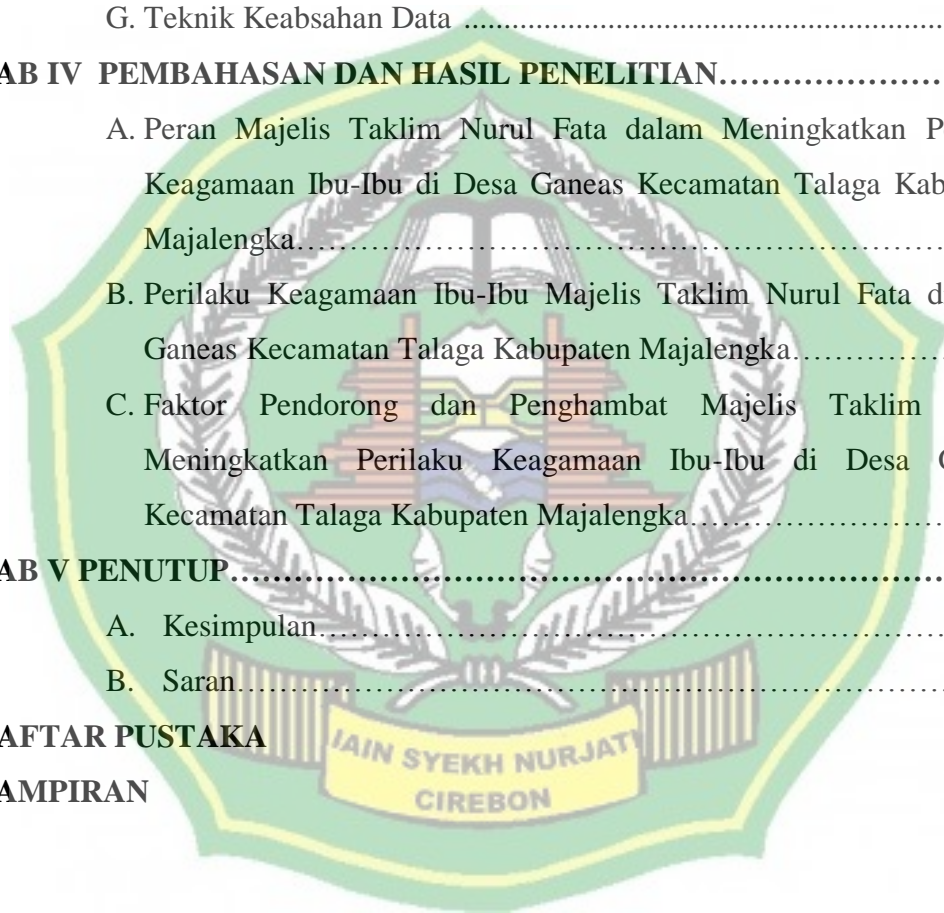 G. Teknik Keabsahan Data ........................................................................
AB IV PEMBAHASAN DAN HASIL PENELITIAN……………………
A. Peran Majelis Taklim Nurul Fata dalam Meningkatkan P
Keagamaan Ibu-Ibu di Desa Ganeas Kecamatan Talaga Kab
Majalengka……………………………………………………
B. Perilaku Keagamaan Ibu-Ibu Majelis Taklim Nurul Fata d
Ganeas Kecamatan Talaga Kabupaten Majalengka……………
C. Faktor Pendorong dan Penghambat Majelis Taklim
Meningkatkan Perilaku Keagamaan Ibu-Ibu di Desa G
Kecamatan Talaga Kabupaten Majalengka……………………
AB V PENUTUP……………………………………………………
A. Kesimpulan……………………………………………………
B. Saran……………………………………………………………
AFTAR PUSTAKA
AMPIRAN
IAIN SYEKH NURJATI
CIREBON